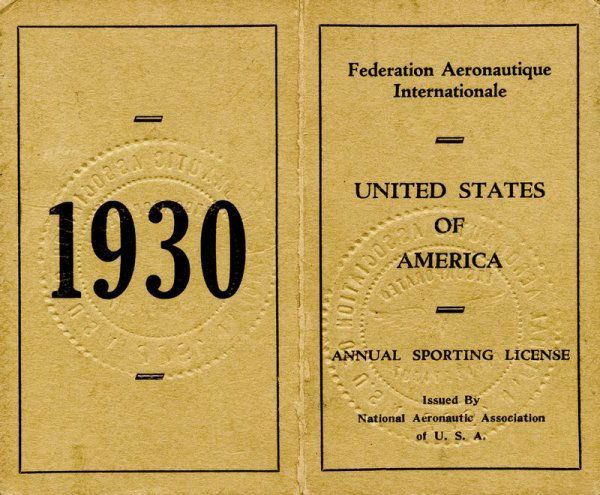 1930
Federation Aeronautique
Internationale
UNITED STATES
OF
AMERICA
ANNUAL SPORTING LICENSE
Issued By
National Aeronautic Association
of U. S. A.